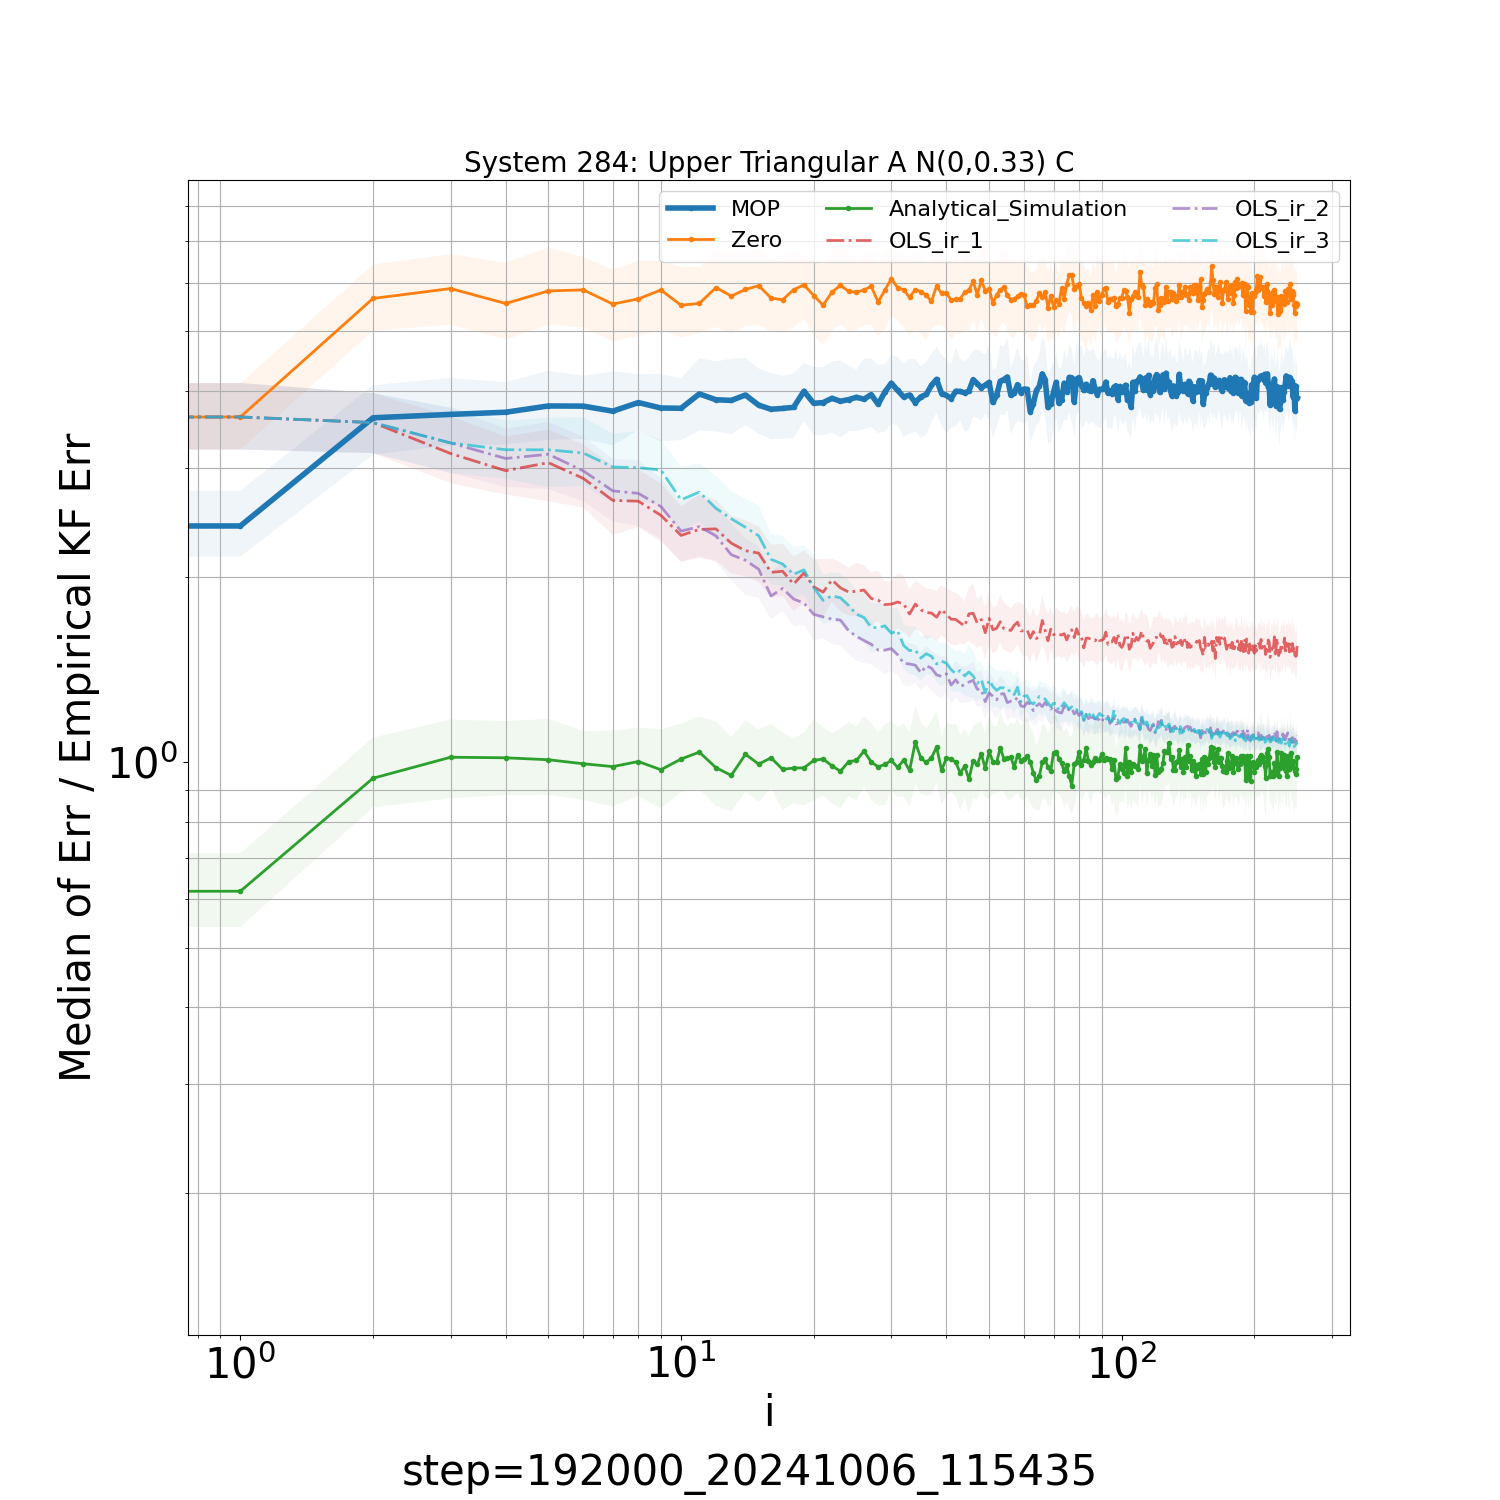 System 284: Upper Triangular A N(0,0.33) C
MOP
Zero
Analytical_Simulation
OLS_ir_1
OLS_ir_2
OLS_ir_3
Median of Err / Empirical KF Err
10⁰
10⁰
10¹
10²
i
step=192000_20241006_115435